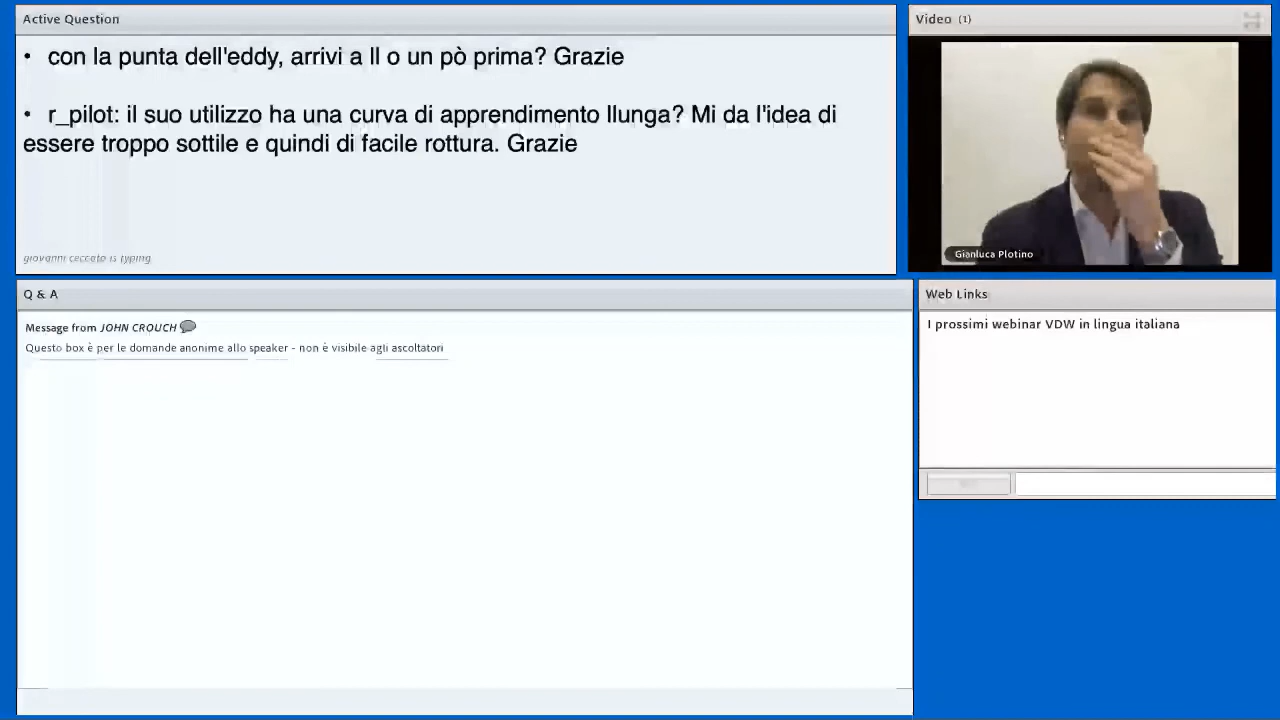 Active Question
• con la punta dell'eddy, arrivi a ll o un pò prima? Grazie
• r_pilot: il suo utilizzo ha una curva di apprendimento llunga? Mi da l'idea di
essere troppo sottile e quindi di facile rottura. Grazie
giovanni ceccato is typing
Video (1)
Gianluca Plotino
Q & A
Message from JOHN CROUCH
Questo box è per le domande anonime allo speaker - non è visibile agli ascoltatori
Web Links
I prossimi webinar VDW in lingua italiana